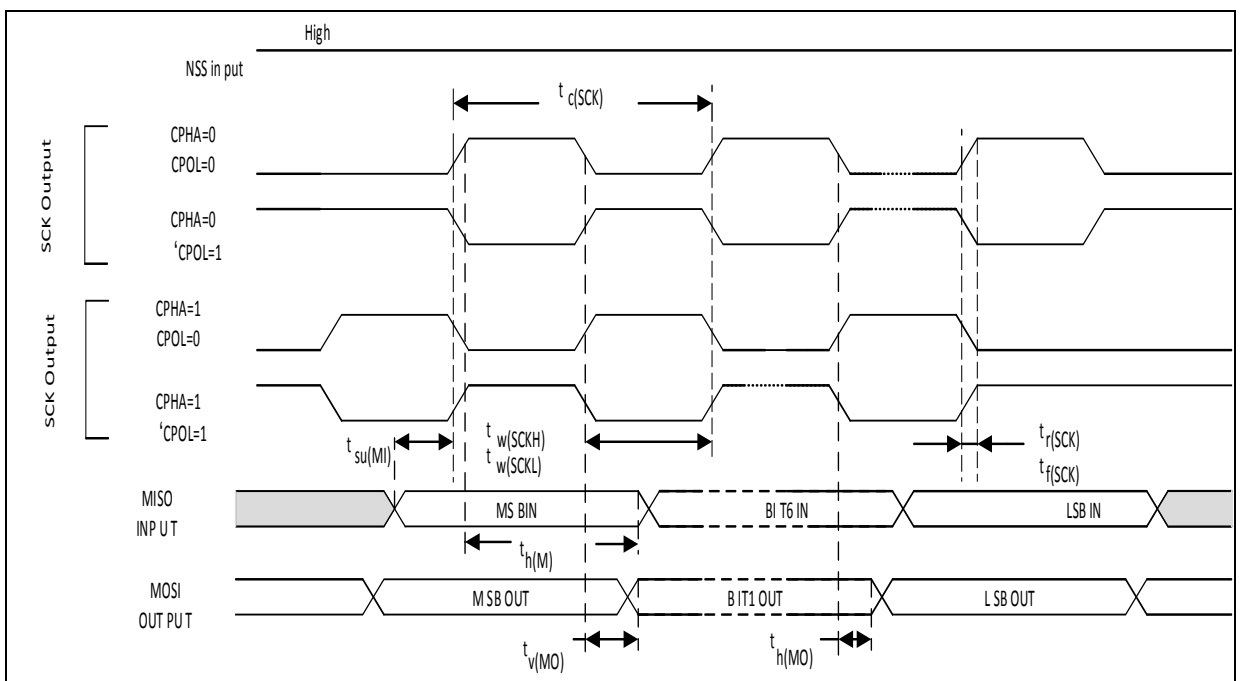 High
NSS in put
t c(SCK)
SCK Output
CPHA=0
CPOL=0
CPHA=0
‘CPOL=1
SCK Output
CPHA=1
CPOL=0
CPHA=1
‘CPOL=1
t su(MI)
t w(SCKH)
t w(SCKL)
t r(SCK)
t f(SCK)
MISO
INP U T
MS BIN
BI T6 IN
LSB IN
t h(M)
MOSI
OUT PUT
M SB OUT
B IT1 OUT
L SB OUT
t v(MO)
t h(MO)